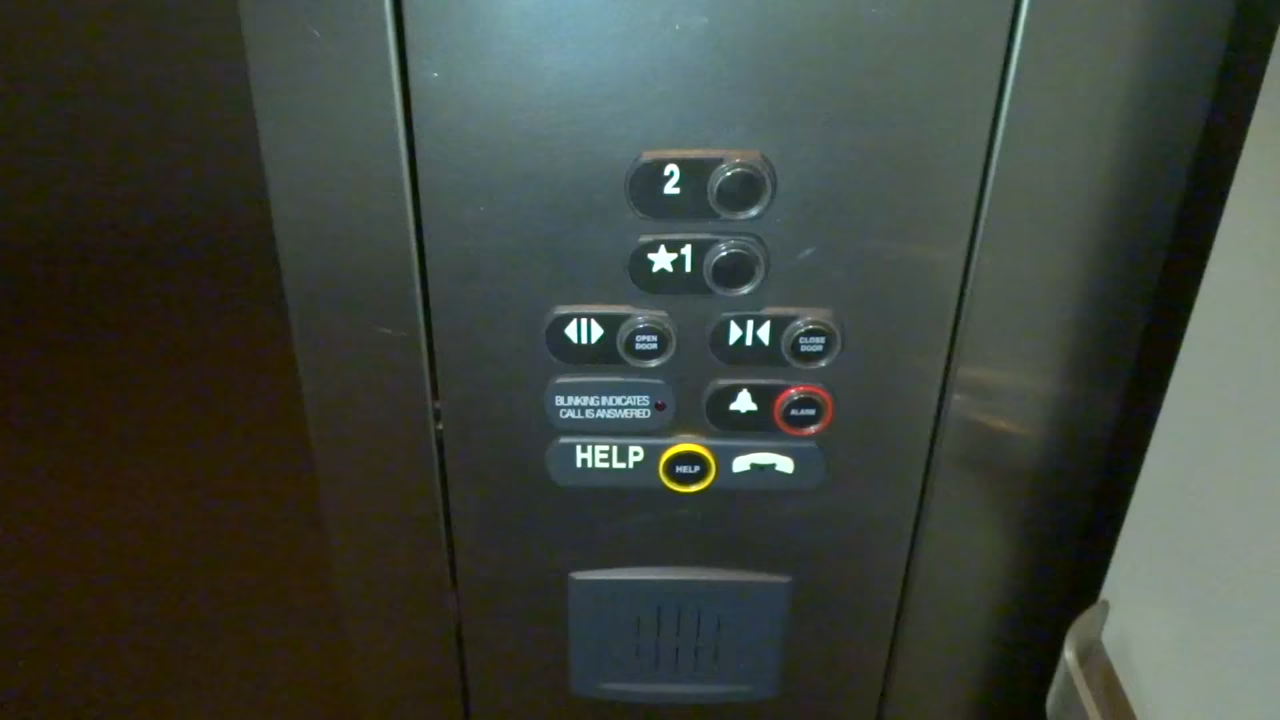 2
★1
OPEN
DOOR
CLOSE
DOOR
BLINKING INDICATES
CALL IS ANSWERED
ALARM
HELP
HELP